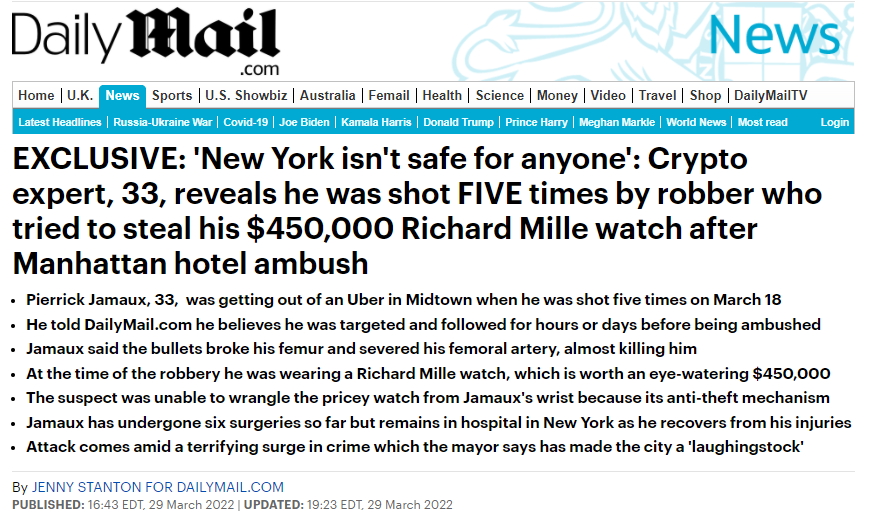 Daily Mail
.com
News
Home | U.K. | News | Sports | U.S. Showbiz | Australia | Femail | Health | Science | Money | Video | Travel | Shop | DailyMailTV
Latest Headlines | Russia-Ukraine War | Covid-19 | Joe Biden | Kamala Harris | Donald Trump | Prince Harry | Meghan Markle | World News | Most read Login
EXCLUSIVE: 'New York isn't safe for anyone': Crypto
expert, 33, reveals he was shot FIVE times by robber who
tried to steal his $450,000 Richard Mille watch after
Manhattan hotel ambush
• Pierrick Jamaux, 33, was getting out of an Uber in Midtown when he was shot five times on March 18
• He told DailyMail.com he believes he was targeted and followed for hours or days before being ambushed
• Jamaux said the bullets broke his femur and severed his femoral artery, almost killing him
• At the time of the robbery he was wearing a Richard Mille watch, which is worth an eye-watering $450,000
• The suspect was unable to wrangle the pricey watch from Jamaux's wrist because its anti-theft mechanism
• Jamaux has undergone six surgeries so far but remains in hospital in New York as he recovers from his injuries
• Attack comes amid a terrifying surge in crime which the mayor says has made the city a 'laughingstock'
By JENNY STANTON FOR DAILYMAIL.COM
PUBLISHED: 16:43 EDT, 29 March 2022 | UPDATED: 19:23 EDT, 29 March 2022